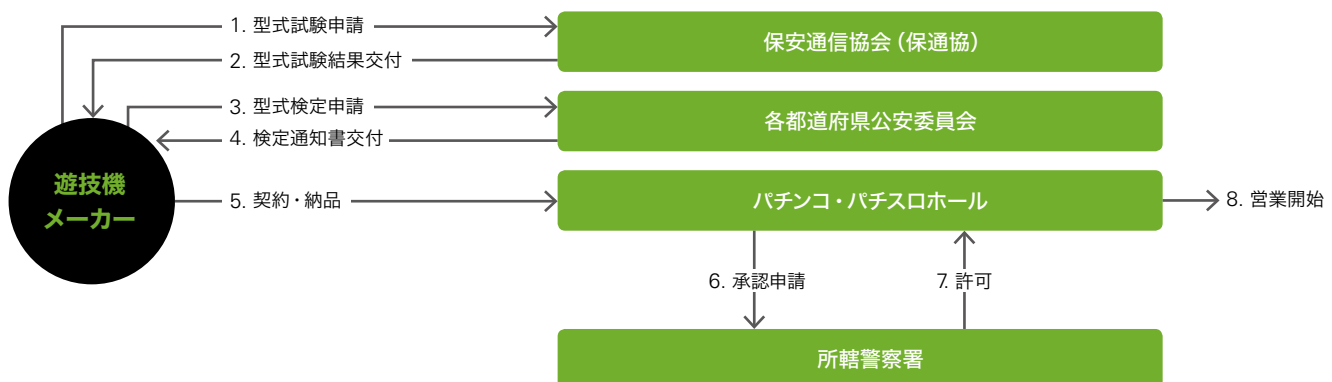 1. 型式試験申請
保安通信協会(保通協)
2. 型式試験結果交付
3. 型式検定申請
各都道府県公安委員会
4. 検定通知書交付
遊技機
メーカー
5. 契約・納品
パチンコ・パチスロホール
8. 営業開始
6. 承認申請
7. 許可
所轄警察署